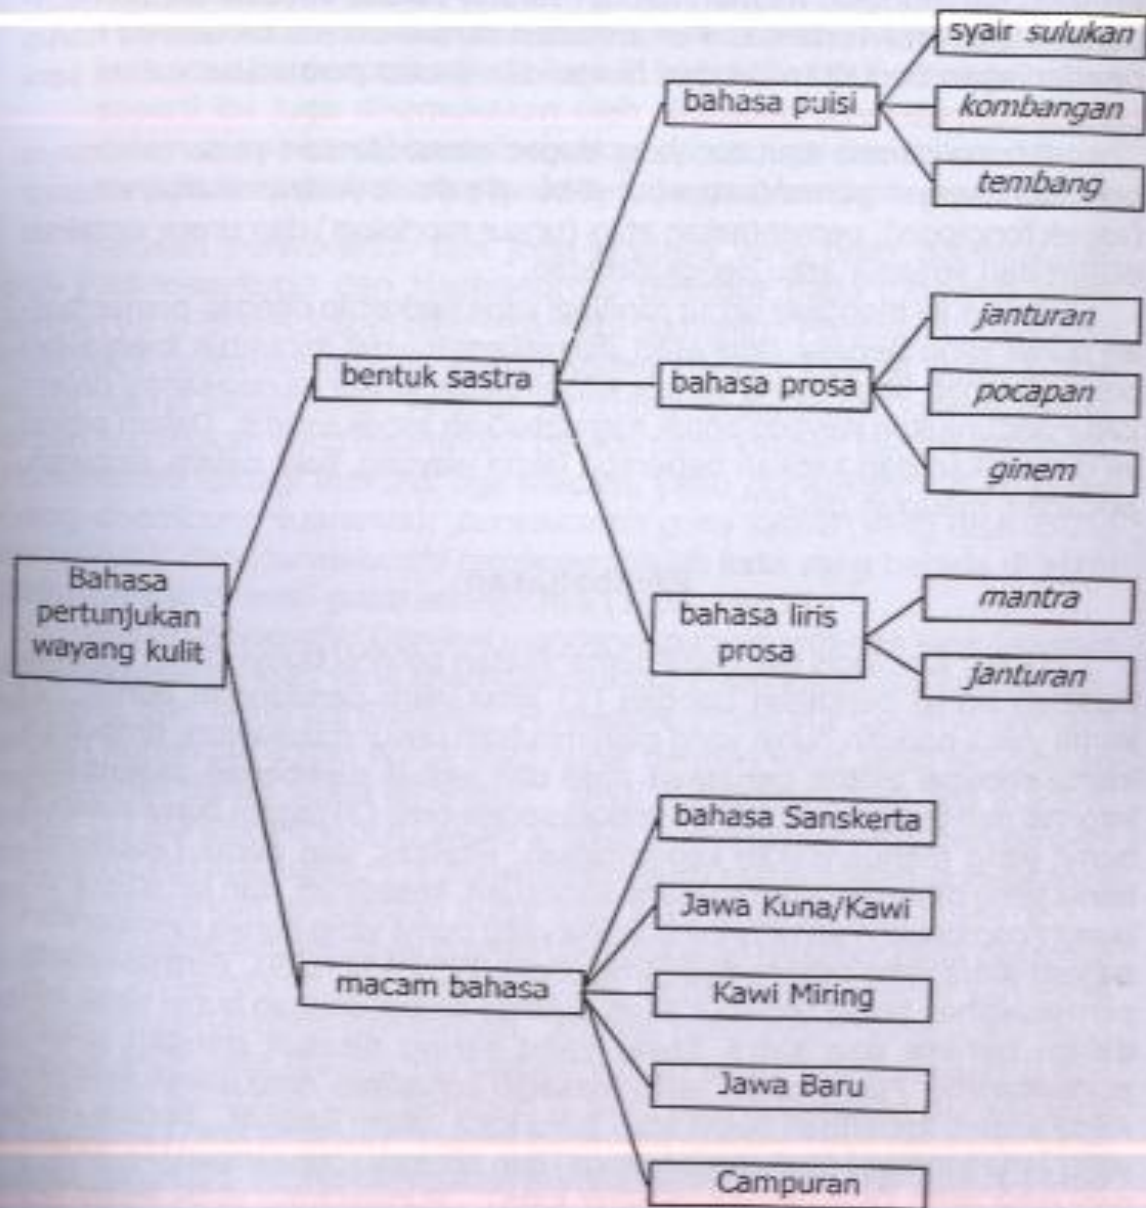 Bahasa
pertunjukan
wayang kulit
bentuk sastra
bahasa puisi
syair sulukan
kombangan
tembang
bahasa prosa
janturan
pocapan
ginem
bahasa liris
prosa
mantra
janturan
macam bahasa
bahasa Sanskerta
Jawa Kuna/Kawi
Kawi Miring
Jawa Baru
Campuran